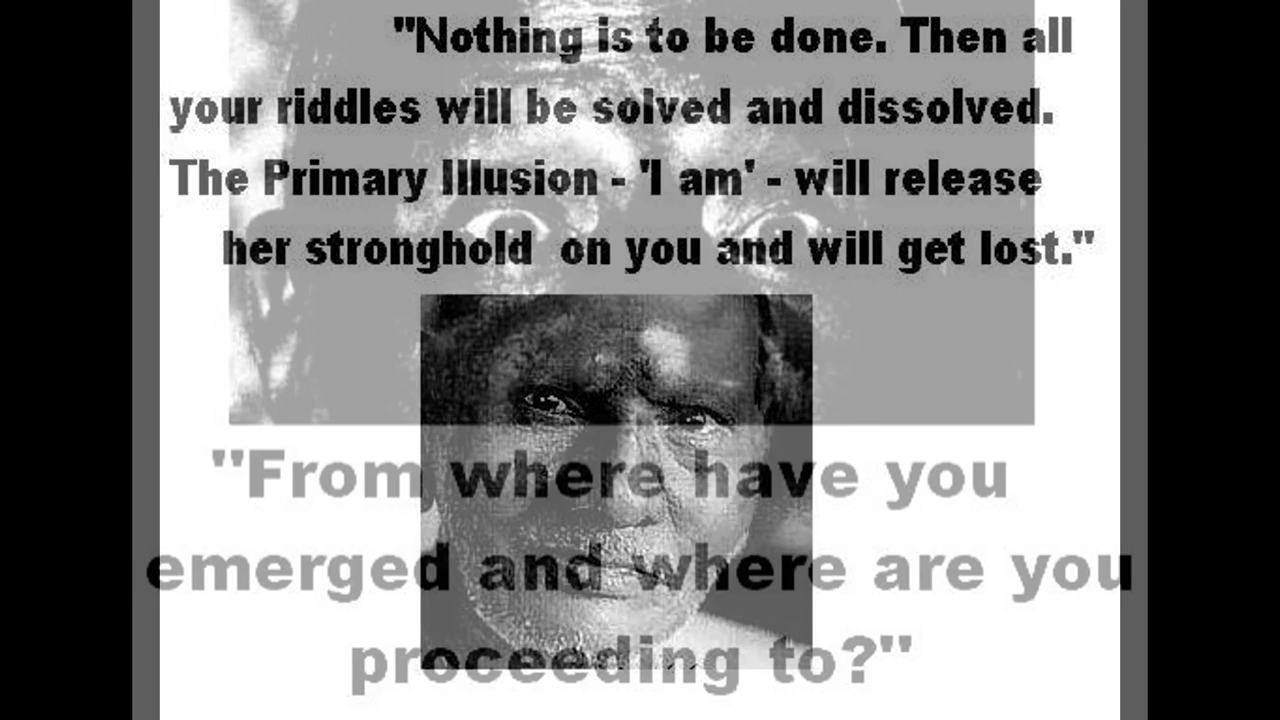 "Nothing is to be done. Then all
your riddles will be solved and dissolved.
The Primary Illusion - 'I am' - will release
her stronghold  on you and will get lost."
"From where have you
emerged and where are you
proceeding to?"